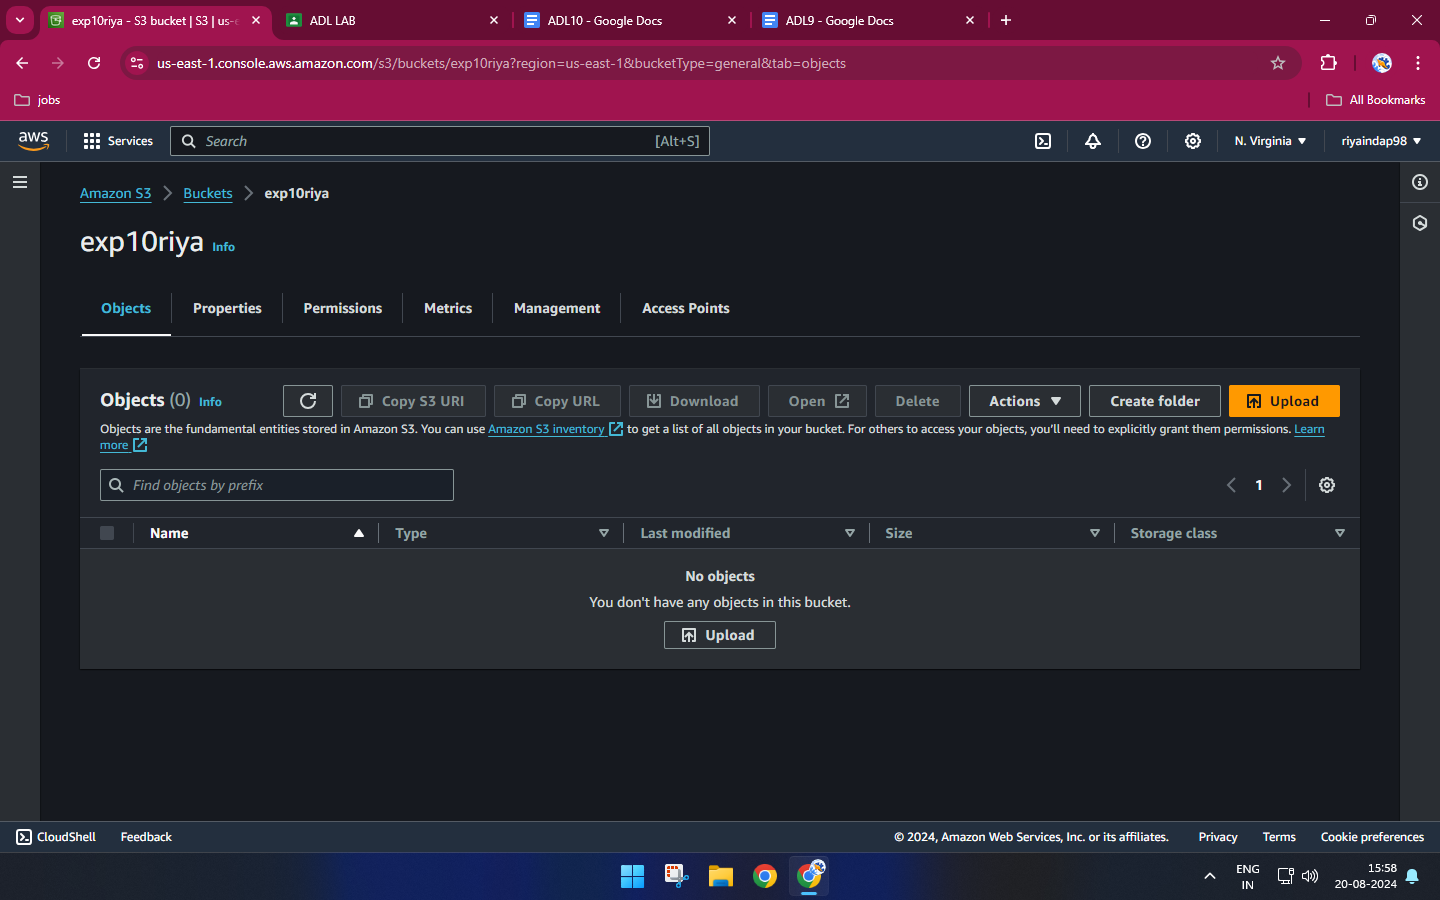 exp10riya - S3 bucket | S3 | us-e
ADL LAB
ADL10 - Google Docs
ADL9 - Google Docs
us-east-1.console.aws.amazon.com/s3/buckets/exp10riya?region=us-east-1&bucketType=general&tab=objects
jobs
All Bookmarks
aws
Services
Search
[Alt+S]
N. Virginia
riyaindap98
Amazon S3
Buckets
exp10riya
exp10riya Info
Objects
Properties
Permissions
Metrics
Management
Access Points
Objects (0) Info
Copy S3 URI
Copy URL
Download
Open
Delete
Actions
Create folder
Upload
Objects are the fundamental entities stored in Amazon S3. You can use Amazon S3 inventory to get a list of all objects in your bucket. For others to access your objects, you'll need to explicitly grant them permissions. Learn
more
Find objects by prefix
1
Name
Type
Last modified
Size
Storage class
No objects
You don't have any objects in this bucket.
Upload
CloudShell
Feedback
© 2024, Amazon Web Services, Inc. or its affiliates.
Privacy
Terms
Cookie preferences
ENG
IN
15:58
20-08-2024